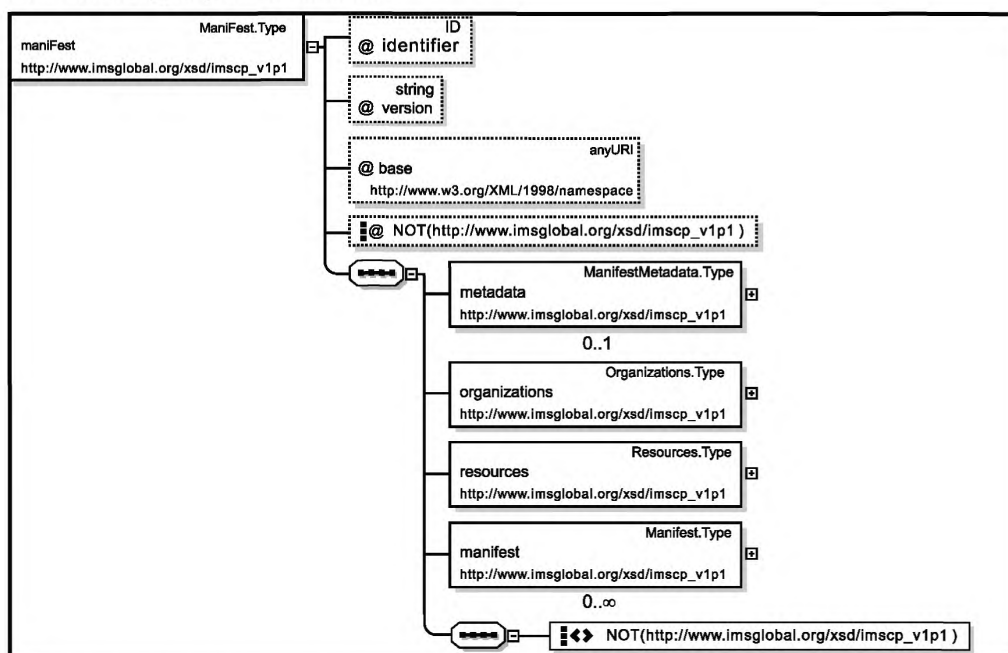 ManiFest.Type
maniFest
http://www.imsglobal.org/xsd/imscp_v1p1
ID
@ identifier
string
@ version
anyURI
@ base
http://www.w3.org/XML/1998/namespace
@ NOT(http://www.imsglobal.org/xsd/imscp_v1p1 )
ManifestMetadata.Type
metadata
http://www.imsglobal.org/xsd/imscp_v1p1
0..1
Organizations.Type
organizations
http://www.imsglobal.org/xsd/imscp_v1p1
Resources.Type
resources
http://www.imsglobal.org/xsd/imscp_v1p1
Manifest.Type
manifest
http://www.imsglobal.org/xsd/imscp_v1p1
0..∞
NOT(http://www.imsglobal.org/xsd/imscp_v1p1 )